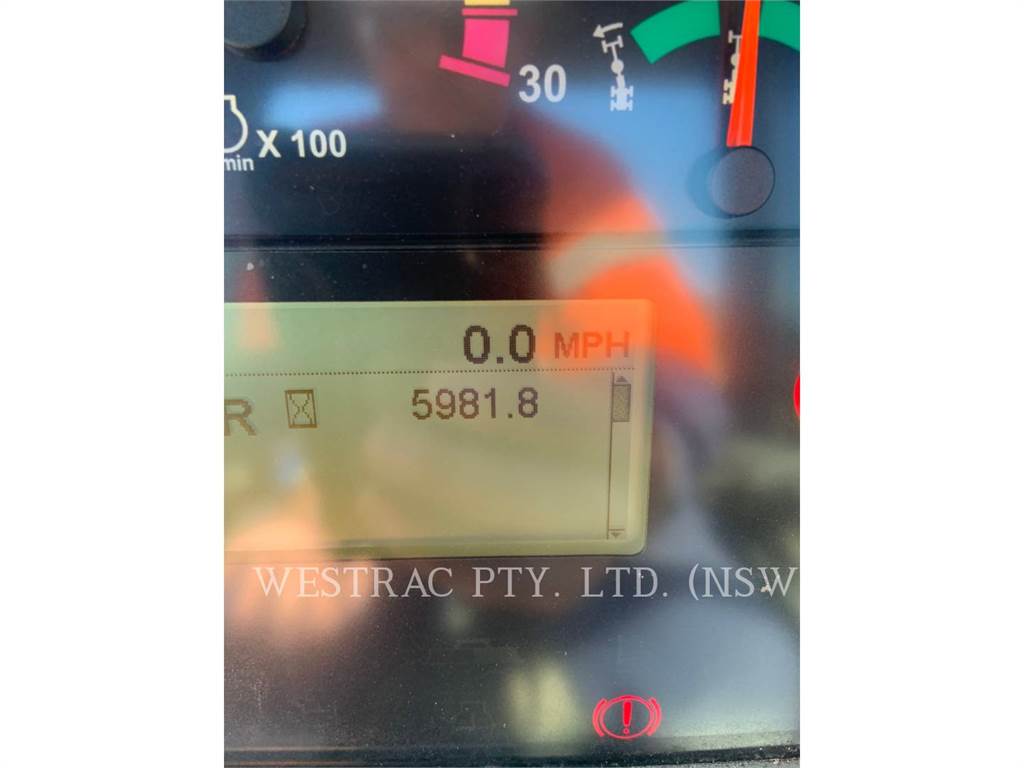 30
X 100
min
0.0 MPH
R 5981.8
WESTRAC PTY. LTD. (NSW